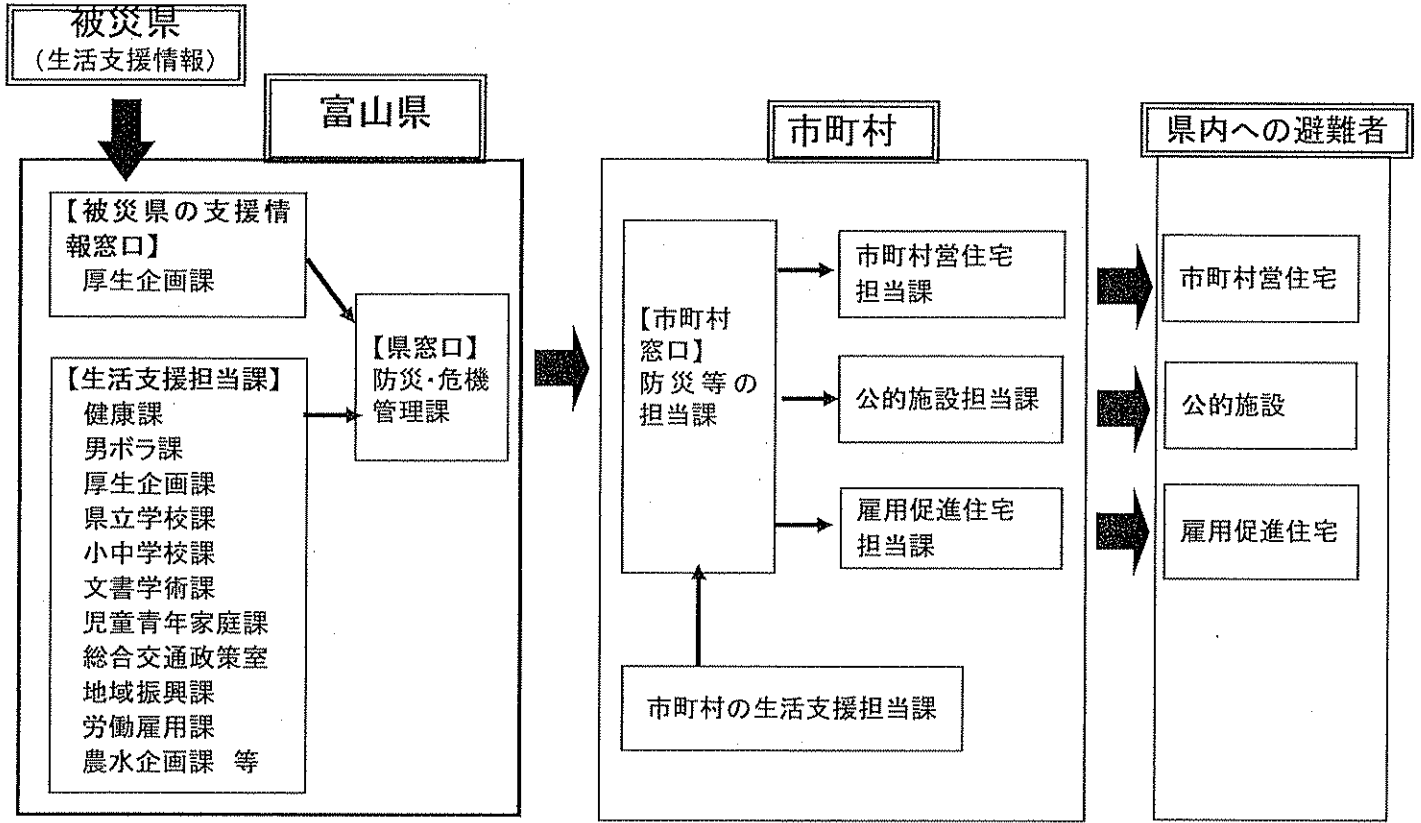 被災県
（生活支援情報）
富山県
【被災県の支援情
報窓口】
厚生企画課
【生活支援担当課】
健康課
男ボラ課
厚生企画課
県立学校課
小中学校課
文書学術課
児童青年家庭課
総合交通政策室
地域振興課
労働雇用課
農水企画課 等
【県窓口】
防災・危機
管理課
市町村
【市町村
窓口】
防災等の
担当課
市町村営住宅
担当課
公的施設担当課
雇用促進住宅
担当課
市町村の生活支援担当課
県内への避難者
市町村営住宅
公的施設
雇用促進住宅